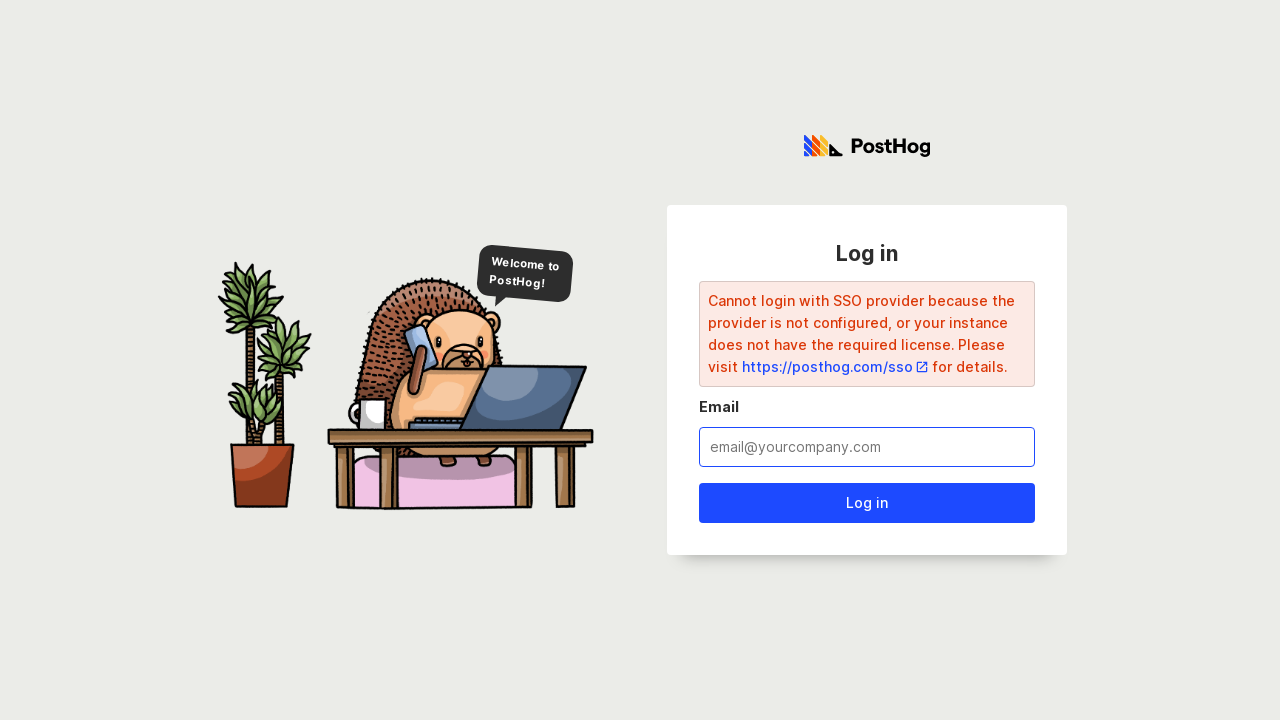 PostHog
Welcome to
PostHog!
Log in
Cannot login with SSO provider because the
provider is not configured, or your instance
does not have the required license. Please
visit https://posthog.com/sso for details.
Email
email@yourcompany.com
Log in